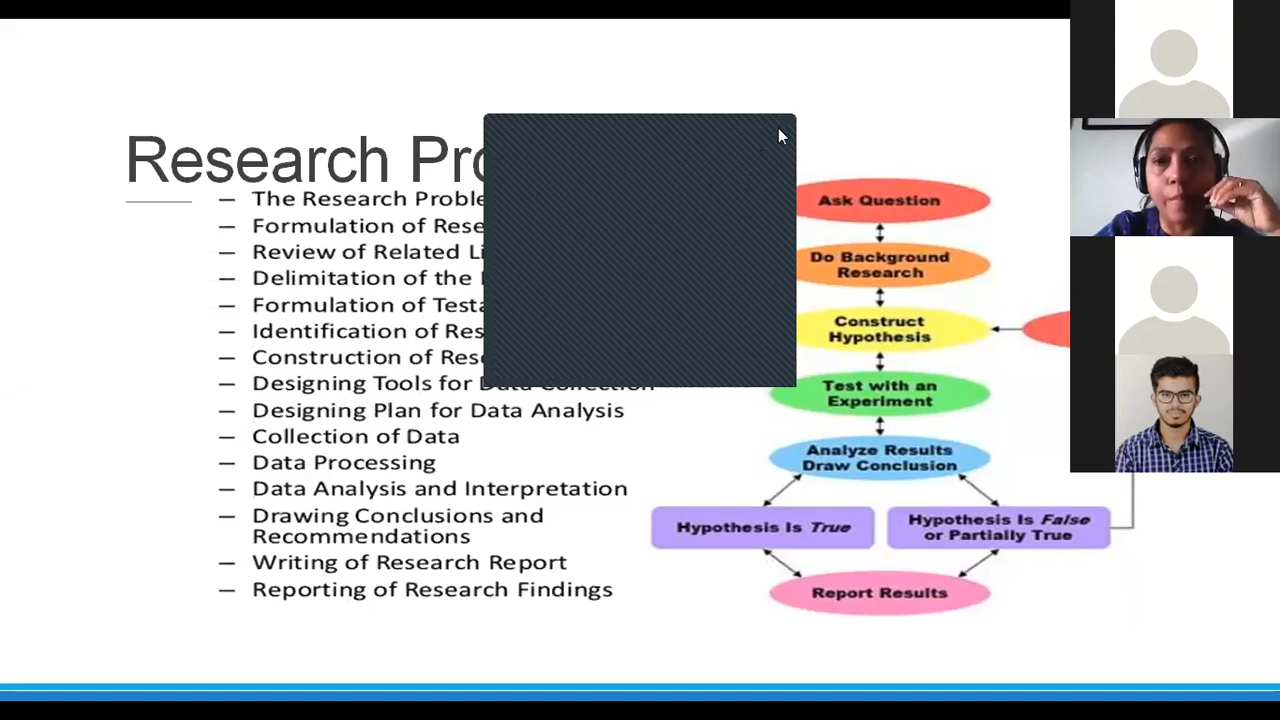 Research Pro
– The Research Proble
– Formulation of Rese
– Review of Related Li
– Delimitation of the
– Formulation of Testa
– Identification of Res
– Construction of Rese
– Designing Tools for Data Collection
– Designing Plan for Data Analysis
– Collection of Data
– Data Processing
– Data Analysis and Interpretation
– Drawing Conclusions and
Recommendations
– Writing of Research Report
– Reporting of Research Findings
Ask Question
Do Background
Research
Construct
Hypothesis
Test with an
Experiment
Analyze Results
Draw Conclusion
Hypothesis Is True
Hypothesis Is False
or Partially True
Report Results